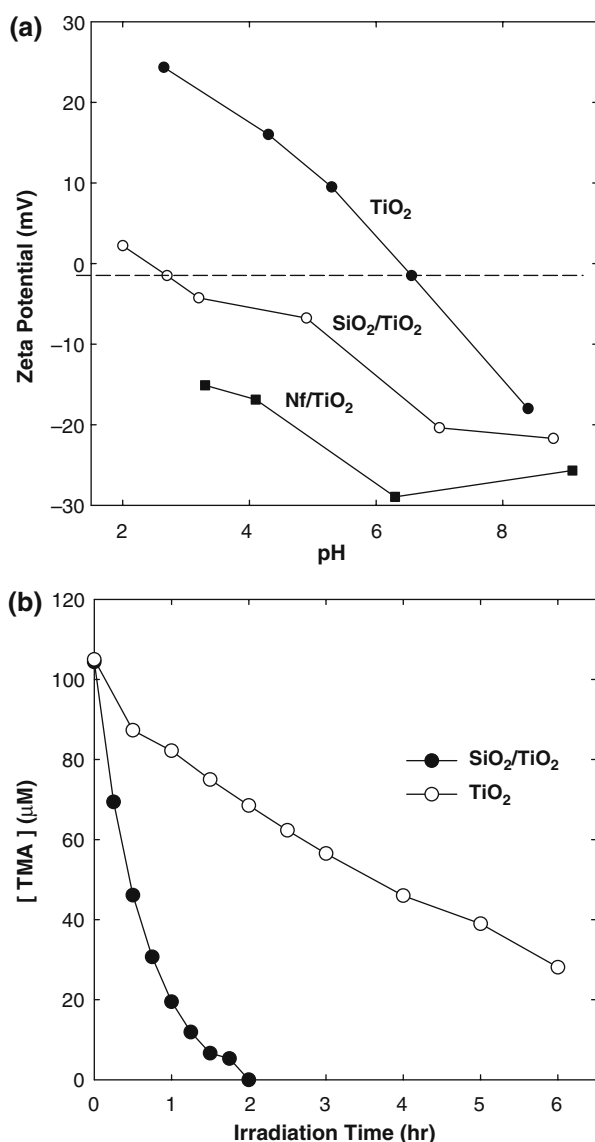 (a)
30
20
10
0
−10
−20
−30
Zeta Potential (mV)
TiO₂
SiO₂/TiO₂
Nf/TiO₂
2 4 6 8
pH
(b)
120
100
80
60
40
20
0
[ TMA ] (μM)
SiO₂/TiO₂
TiO₂
0 1 2 3 4 5 6
Irradiation Time (hr)